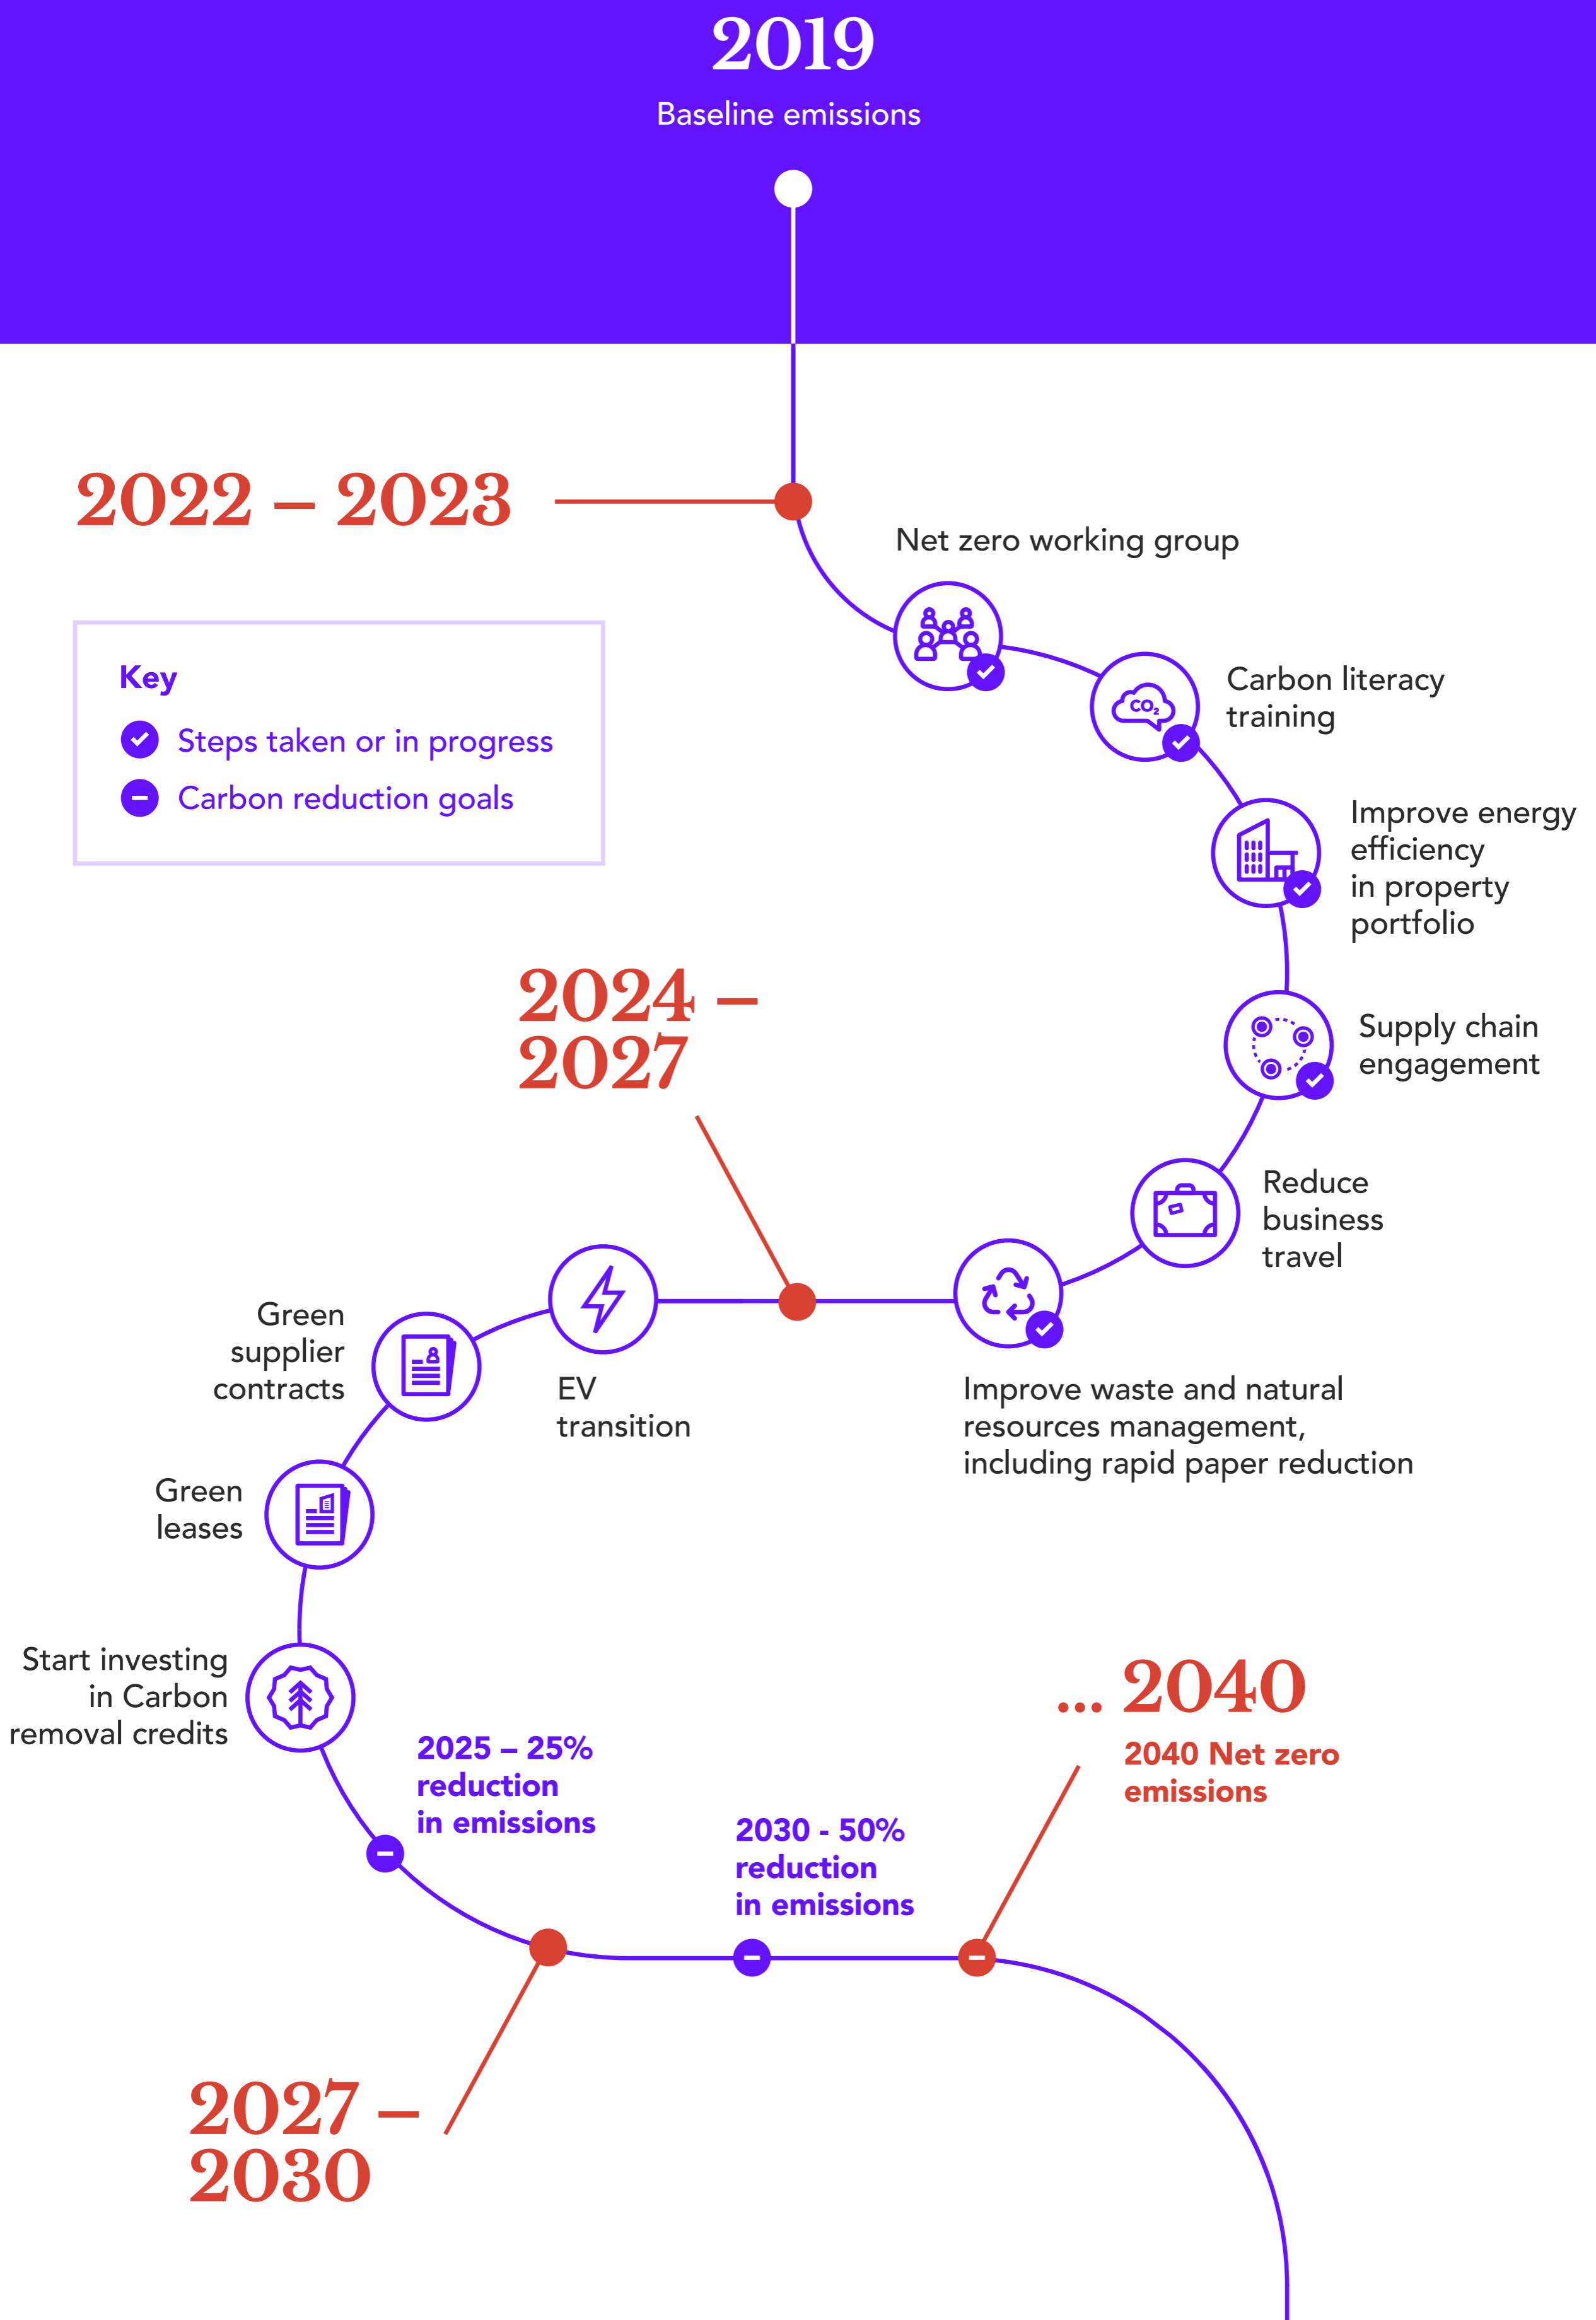 2019
Baseline emissions
2022 – 2023
Net zero working group
Key
Steps taken or in progress
Carbon reduction goals
Carbon literacy
training
CO₂
Improve energy
efficiency
in property
portfolio
2024 –
2027
Supply chain
engagement
Reduce
business
travel
Improve waste and natural
resources management,
including rapid paper reduction
EV
transition
Green
supplier
contracts
Green
leases
Start investing
in Carbon
removal credits
2025 – 25%
reduction
in emissions
2030 - 50%
reduction
in emissions
... 2040
2040 Net zero
emissions
2027 –
2030